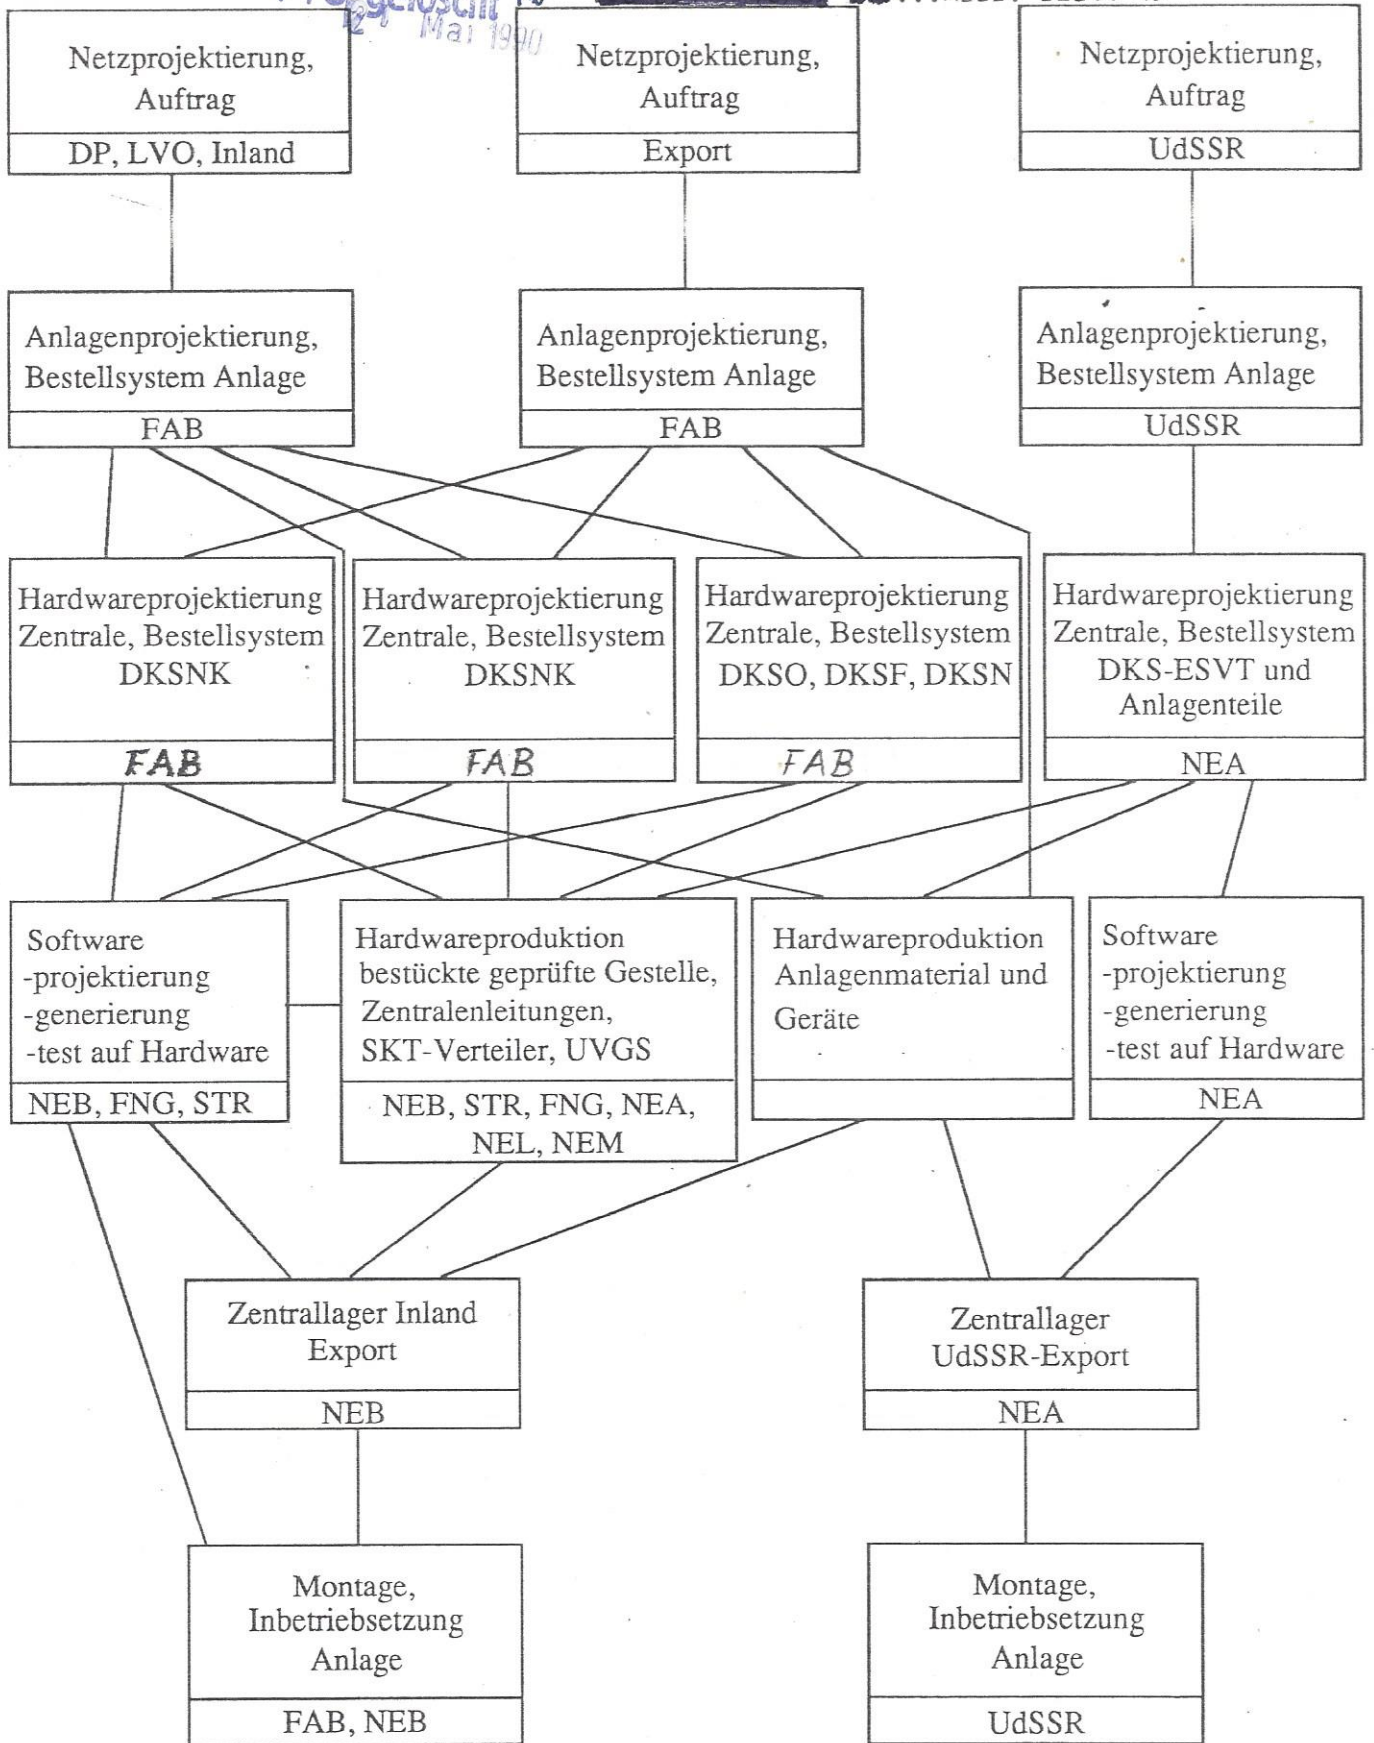 gelöscht
Mai 1990
Netzprojektierung,
Auftrag
DP, LVO, Inland
Netzprojektierung,
Auftrag
Export
Netzprojektierung,
Auftrag
UdSSR
Anlagenprojektierung,
Bestellsystem Anlage
FAB
Anlagenprojektierung,
Bestellsystem Anlage
FAB
Anlagenprojektierung,
Bestellsystem Anlage
UdSSR
Hardwareprojektierung
Zentrale, Bestellsystem
DKSNK
FAB
Hardwareprojektierung
Zentrale, Bestellsystem
DKSNK
FAB
Hardwareprojektierung
Zentrale, Bestellsystem
DKSO, DKSF, DKSN
FAB
Hardwareprojektierung
Zentrale, Bestellsystem
DKS-ESVT und
Anlagenteile
NEA
Software
-projektierung
-generierung
-test auf Hardware
NEB, FNG, STR
Hardwareproduktion
bestückte geprüfte Gestelle,
Zentralenleitungen,
SKT-Verteiler, UVGS
NEB, STR, FNG, NEA,
NEL, NEM
Hardwareproduktion
Anlagenmaterial und
Geräte
Software
-projektierung
-generierung
-test auf Hardware
NEA
Zentrallager Inland
Export
NEB
Zentrallager
UdSSR-Export
NEA
Montage,
Inbetriebsetzung
Anlage
FAB, NEB
Montage,
Inbetriebsetzung
Anlage
UdSSR